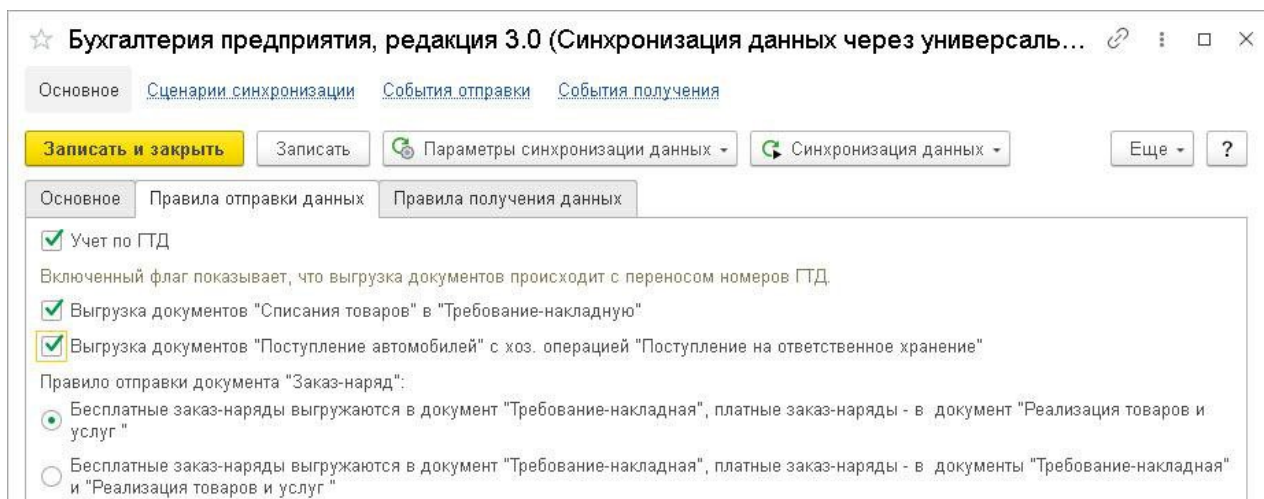 Бухгалтерия предприятия, редакция 3.0 (Синхронизация данных через универсаль...
Основное Сценарии синхронизации События отправки События получения
Записать и закрыть Записать Параметры синхронизации данных Синхронизация данных Еще ?
Основное Правила отправки данных Правила получения данных
Учет по ГТД
Включенный флаг показывает, что выгрузка документов происходит с переносом номеров ГТД.
Выгрузка документов "Списания товаров" в "Требование-накладную"
Выгрузка документов "Поступление автомобилей" с хоз. операцией "Поступление на ответственное хранение"
Правило отправки документа "Заказ-наряд":
Бесплатные заказ-наряды выгружаются в документ "Требование-накладная", платные заказ-наряды - в документ "Реализация товаров и
услуг "
Бесплатные заказ-наряды выгружаются в документ "Требование-накладная", платные заказ-наряды - в документы "Требование-накладная"
и "Реализация товаров и услуг "